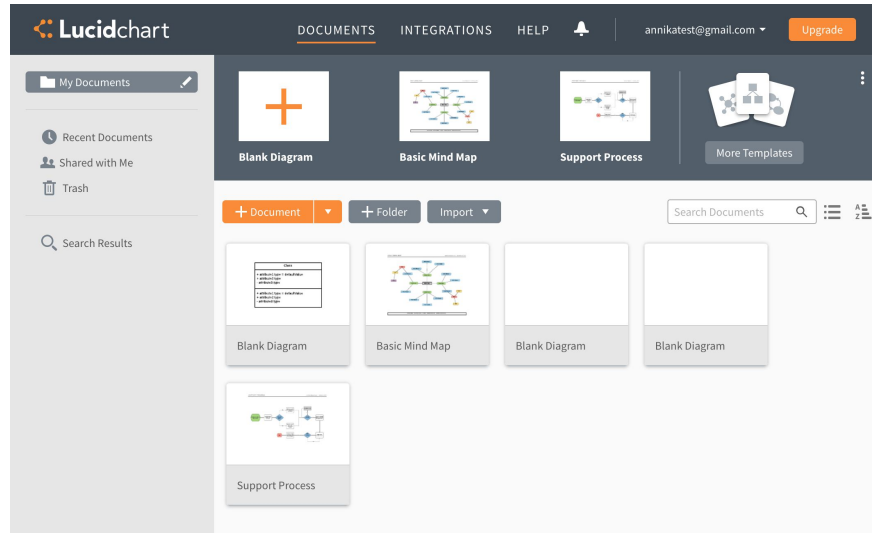 Lucidchart
DOCUMENTS
INTEGRATIONS
HELP
annikatest@gmail.com
Upgrade
My Documents
Recent Documents
Shared with Me
Trash
Search Results
Blank Diagram
Basic Mind Map
Support Process
More Templates
+ Document
+ Folder
Import
Search Documents
A
Z
Class
Blank Diagram
Basic Mind Map
Blank Diagram
Blank Diagram
Support Process